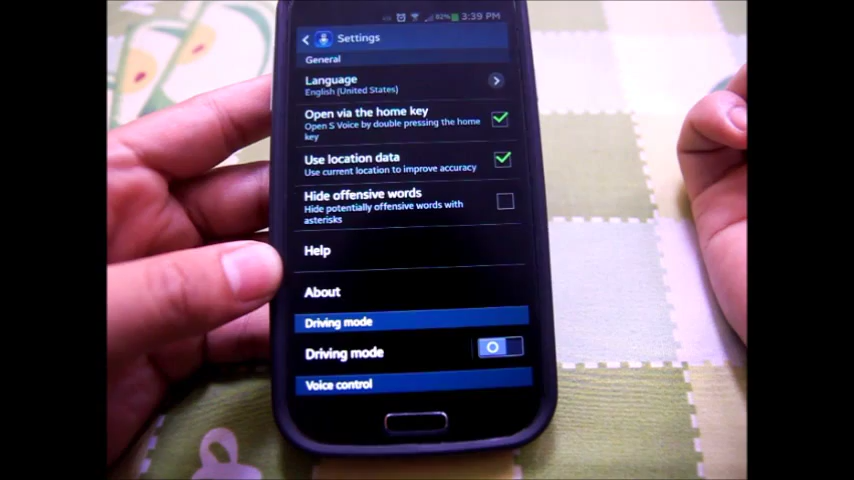 82% 3:39 PM
Settings
General
Language
English (United States)
Open via the home key
Open S Voice by double pressing the home
key
Use location data
Use current location to improve accuracy
Hide offensive words
Hide potentially offensive words with
asterisks
Help
About
Driving mode
Driving mode
Voice control